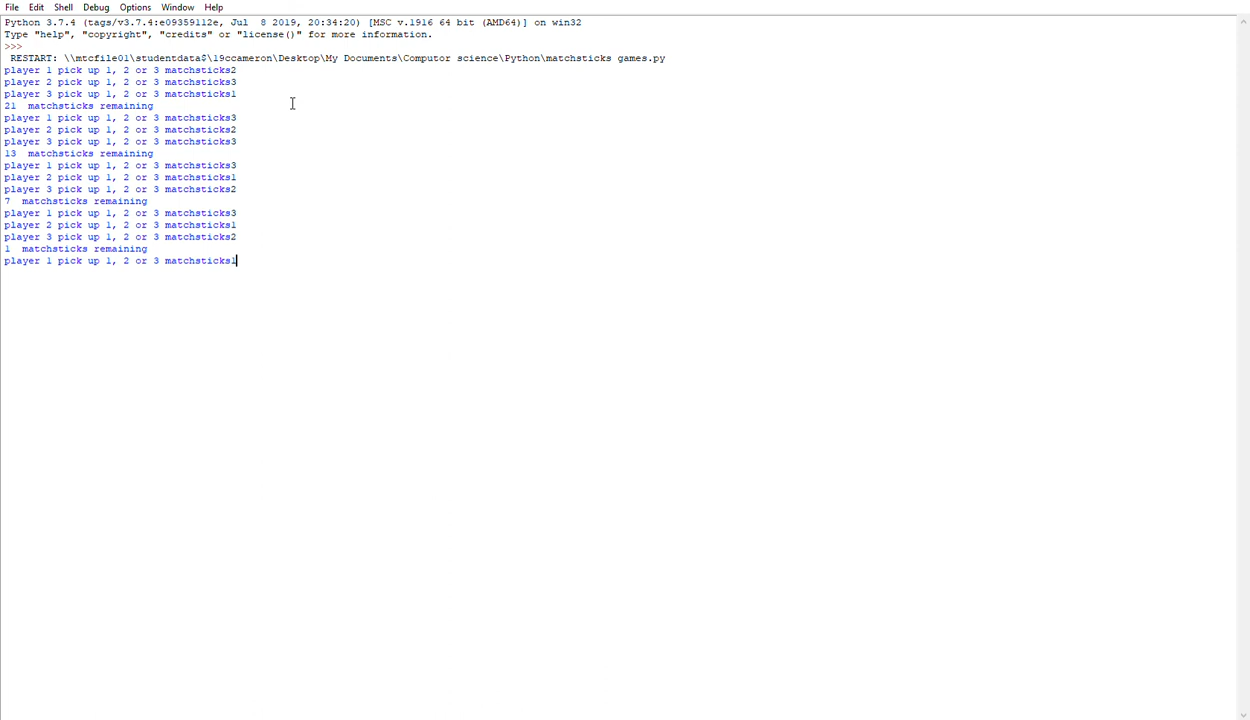 File Edit Shell Debug Options Window Help
Python 3.7.4 (tags/v3.7.4:e09359112e, Jul  8 2019, 20:34:20) [MSC v.1916 64 bit (AMD64)] on win32
Type "help", "copyright", "credits" or "license()" for more information.
>>>
 RESTART: \\mtcfile01\studentdata$\19ccameron\Desktop\My Documents\Computor science\Python\matchsticks games.py
player 1 pick up 1, 2 or 3 matchsticks2
player 2 pick up 1, 2 or 3 matchsticks3
player 3 pick up 1, 2 or 3 matchsticks1
21  matchsticks remaining
player 1 pick up 1, 2 or 3 matchsticks3
player 2 pick up 1, 2 or 3 matchsticks2
player 3 pick up 1, 2 or 3 matchsticks3
13  matchsticks remaining
player 1 pick up 1, 2 or 3 matchsticks3
player 2 pick up 1, 2 or 3 matchsticks1
player 3 pick up 1, 2 or 3 matchsticks2
7  matchsticks remaining
player 1 pick up 1, 2 or 3 matchsticks3
player 2 pick up 1, 2 or 3 matchsticks1
player 3 pick up 1, 2 or 3 matchsticks2
1  matchsticks remaining
player 1 pick up 1, 2 or 3 matchsticks1